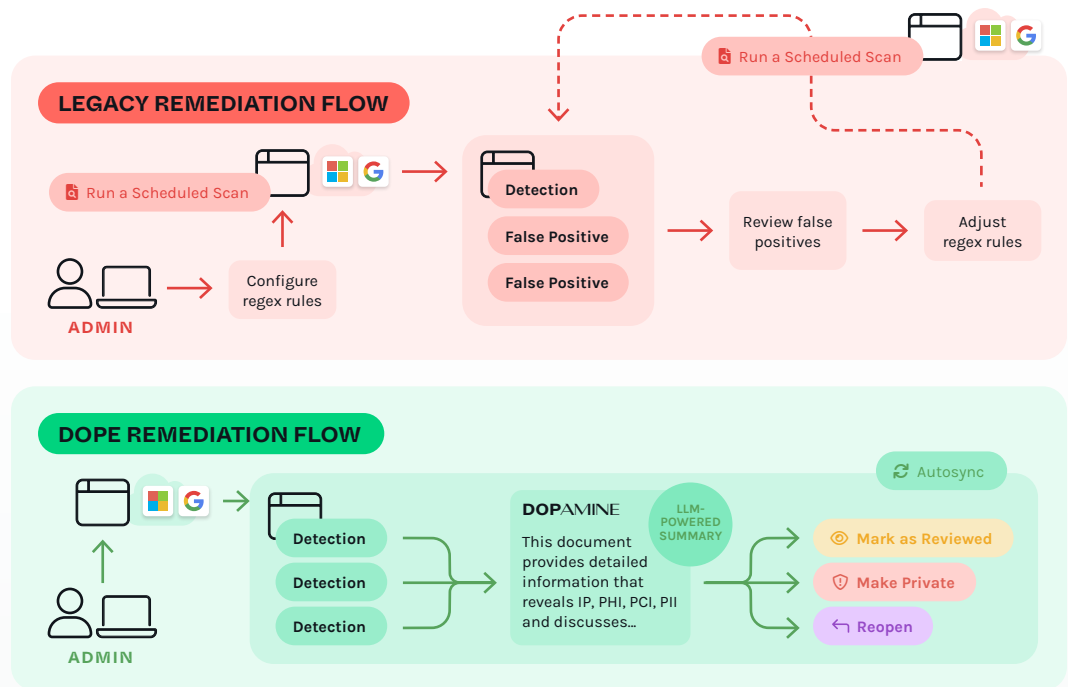 Run a Scheduled Scan
LEGACY REMEDIATION FLOW
Run a Scheduled Scan
Detection
False Positive
False Positive
Review false
positives
Adjust
regex rules
Configure
regex rules
ADMIN
DOPE REMEDIATION FLOW
Autosync
Detection
Detection
Detection
DOPAMINE
LLM-
POWERED
SUMMARY
This document
provides detailed
information that
reveals IP, PHI, PCI, PII
and discusses...
Mark as Reviewed
Make Private
Reopen
ADMIN